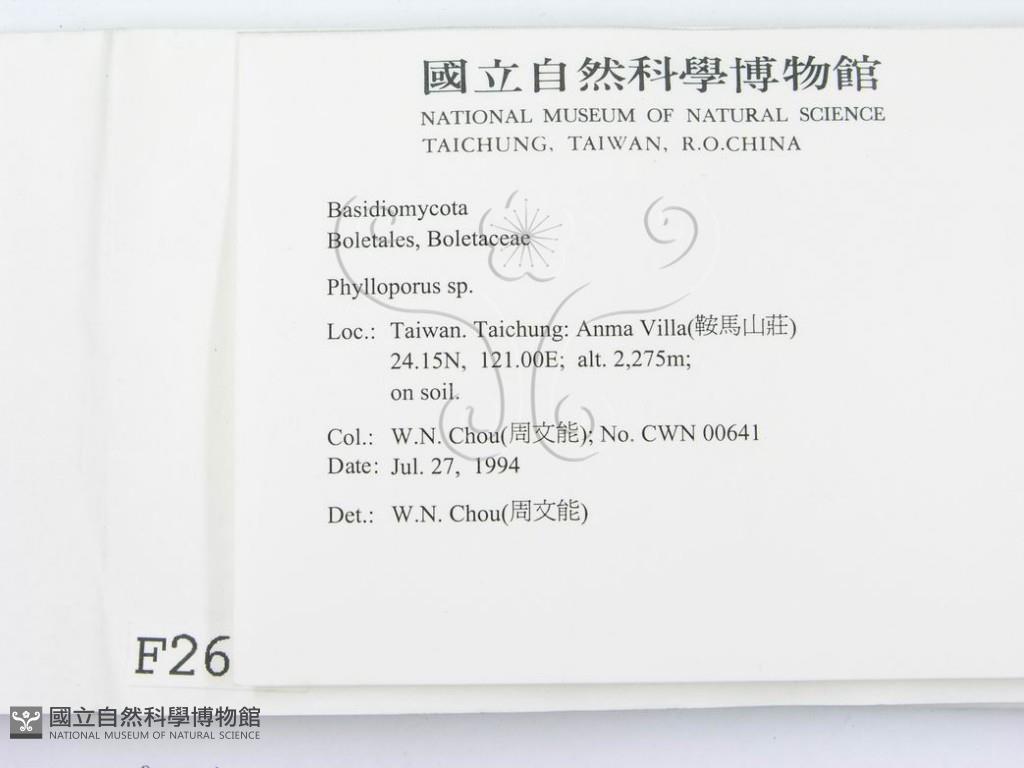 國立自然科學博物館
NATIONAL MUSEUM OF NATURAL SCIENCE
TAICHUNG, TAIWAN, R.O.CHINA
Basidiomycota
Boletales, Boletaceae
Phylloporus sp.
Loc.: Taiwan. Taichung: Anma Villa(鞍馬山莊)
24.15N, 121.00E; alt. 2,275m;
on soil.
Col.: W.N. Chou(周文能); No. CWN 00641
Date: Jul. 27, 1994
Det.: W.N. Chou(周文能)
F26
國立自然科學博物館
NATIONAL MUSEUM OF NATURAL SCIENCE